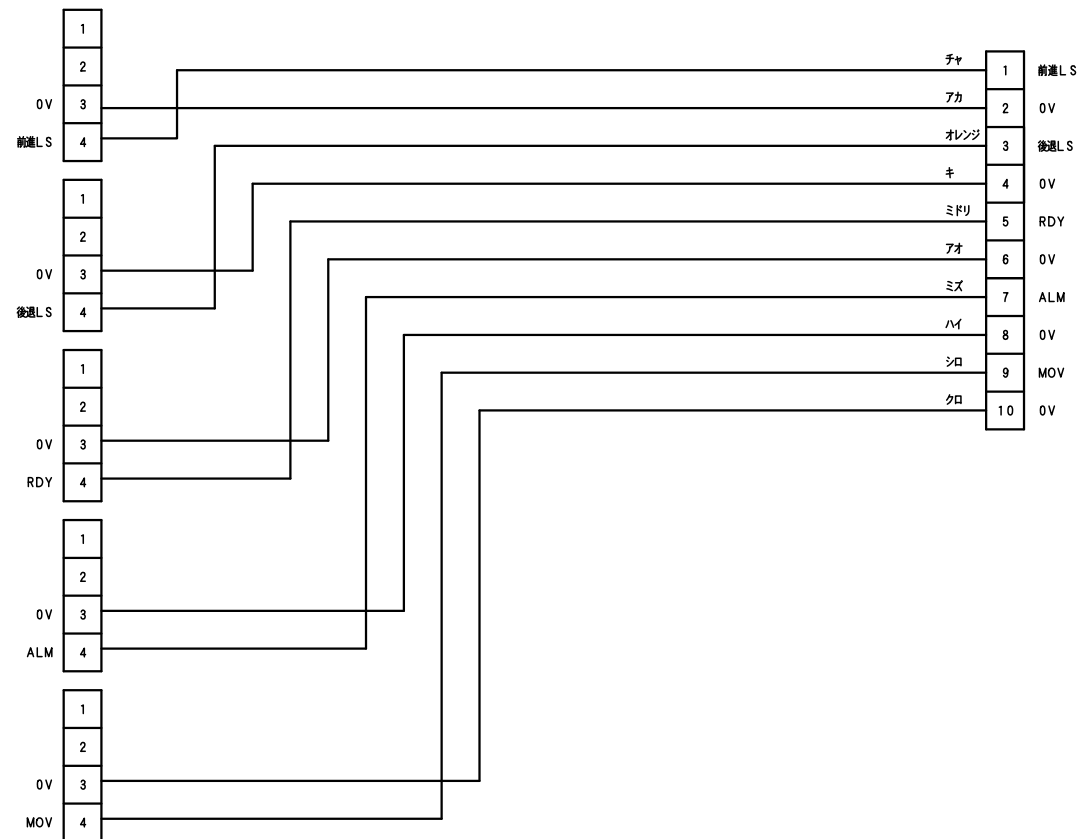 1
2
0V 3
前進LS 4
1
2
0V 3
後退LS 4
1
2
0V 3
RDY 4
1
2
0V 3
ALM 4
1
2
0V 3
MOV 4
チャ 1 前進LS
アカ 2 0V
オレンジ 3 後退LS
キ 4 0V
ミドリ 5 RDY
アオ 6 0V
ミズ 7 ALM
ハイ 8 0V
シロ 9 MOV
クロ 10 0V